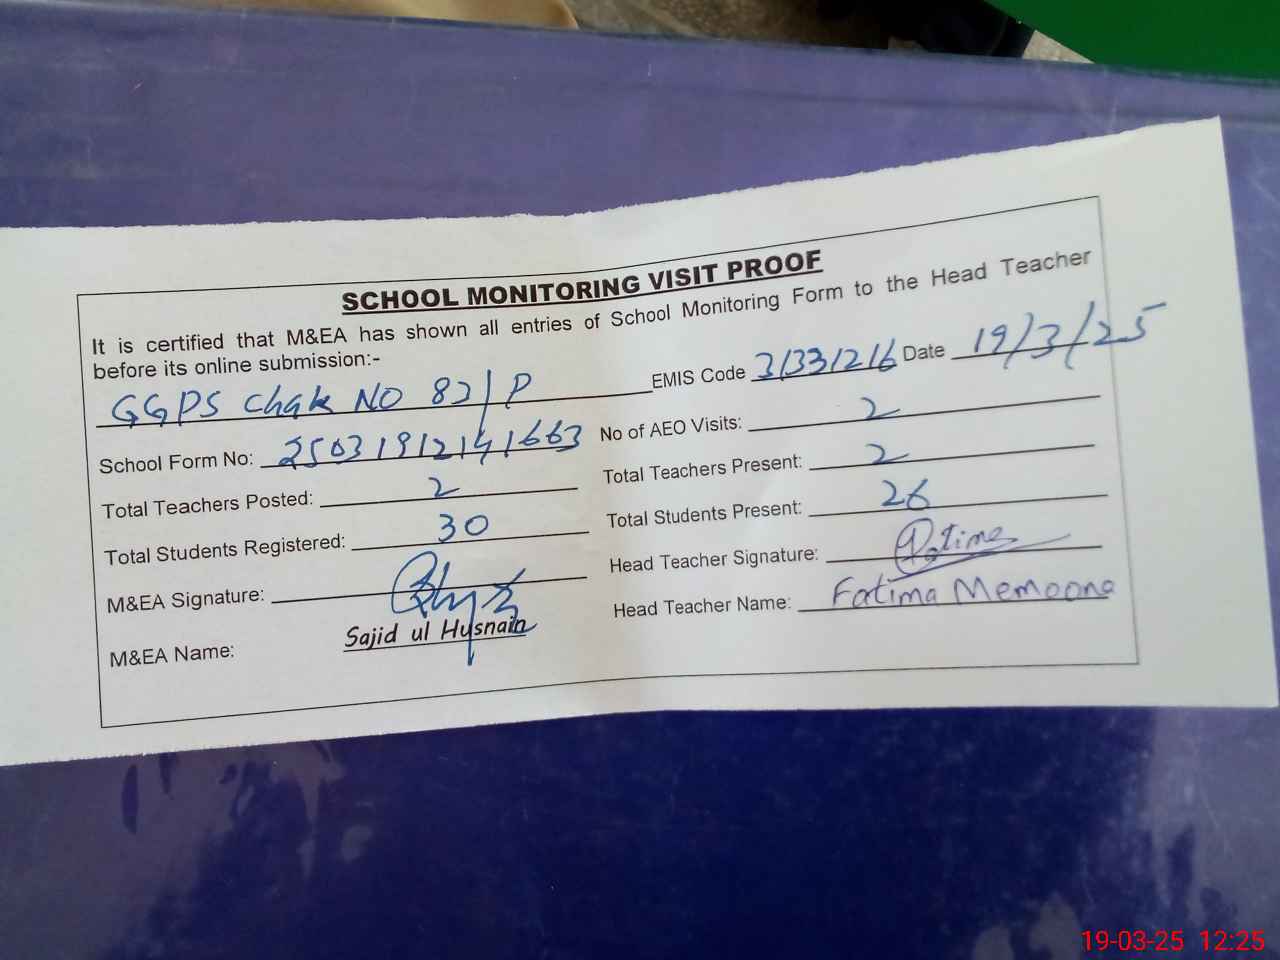 SCHOOL MONITORING VISIT PROOF
It is certified that M&EA has shown all entries of School Monitoring Form to the Head Teacher
before its online submission:-
GGPS Chak NO 82/P EMIS Code 31331216 Date 19/3/25
School Form No: 25031912141663 No of AEO Visits: 2
Total Teachers Posted: 2 Total Teachers Present: 2
Total Students Registered: 30 Total Students Present: 26
M&EA Signature: Head Teacher Signature: Fatima
M&EA Name: Sajid ul Husnain Head Teacher Name: Fatima Memoona
19-03-25 12:25